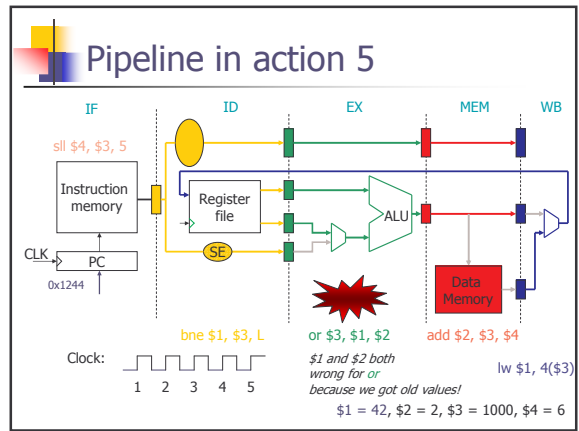 Pipeline in action 5
IF ID EX MEM WB
sll $4, $3, 5
Instruction
memory
Register
file
ALU
SE
CLK
PC
0x1244
Data
Memory
bne $1, $3, L
or $3, $1, $2
add $2, $3, $4
lw $1, 4($3)
Clock:
1 2 3 4 5
$1 and $2 both
wrong for or
because we got old values!
$1 = 42, $2 = 2, $3 = 1000, $4 = 6